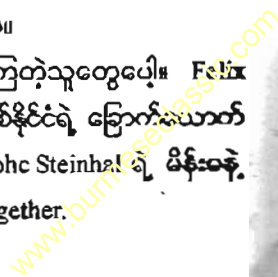 ကြတဲ့သူတွေပေါ့။ Felix
စ်နိုင်ငံရဲ့ ခြောက်ယောက်
ohc Steinhal ရဲ့ မိန်းမနဲ့
gether.
www.burmeseclassic.com